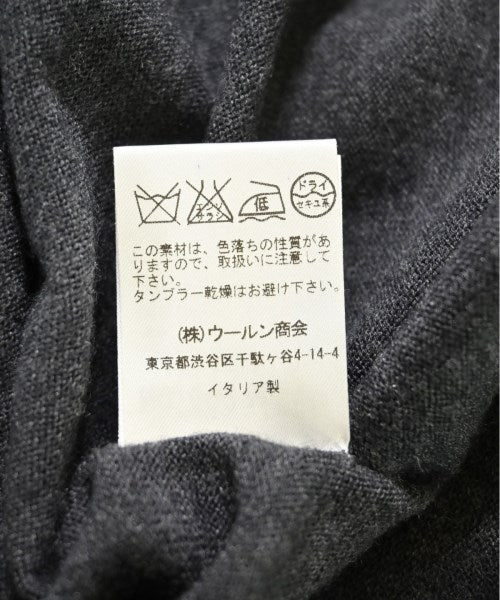 エンソ
サラシ
低
ドライ
セキユ系
この素材は、色落ちの性質があ
りますので、取扱いに注意して
下さい。
タンブラー乾燥はお避け下さい。
(株)ウールン商会
東京都渋谷区千駄ヶ谷4-14-4
イタリア製